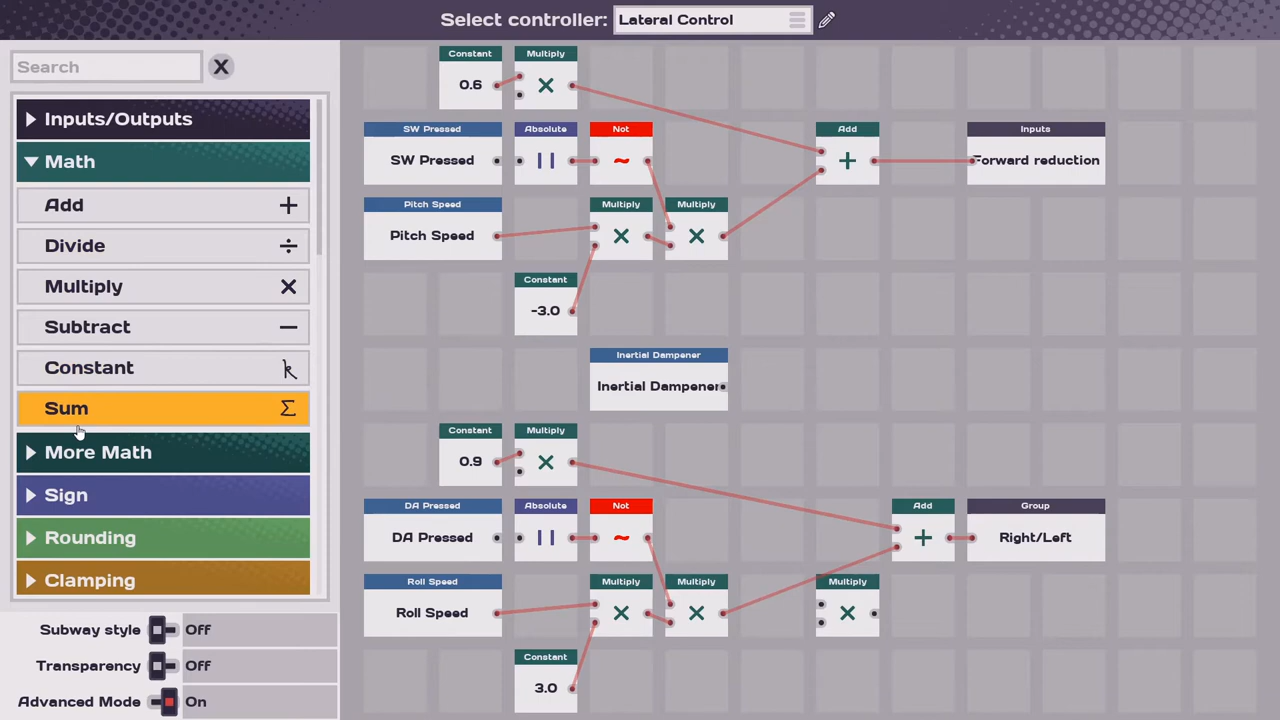 Select controller: Lateral Control
Search X
Inputs/Outputs
Math
Add +
Divide ÷
Multiply ×
Subtract −
Constant k
Sum Σ
More Math
Sign
Rounding
Clamping
Subway style Off
Transparency Off
Advanced Mode On
Constant Multiply
0.6 ×
SW Pressed Absolute Not Add Inputs
SW Pressed || ~ + Forward reduction
Pitch Speed Multiply Multiply
Pitch Speed × ×
Constant
-3.0
Inertial Dampener
Inertial Dampener
Constant Multiply
0.9 ×
DA Pressed Absolute Not Add Group
DA Pressed || ~ + Right/Left
Roll Speed Multiply Multiply Multiply
Roll Speed × × ×
Constant
3.0